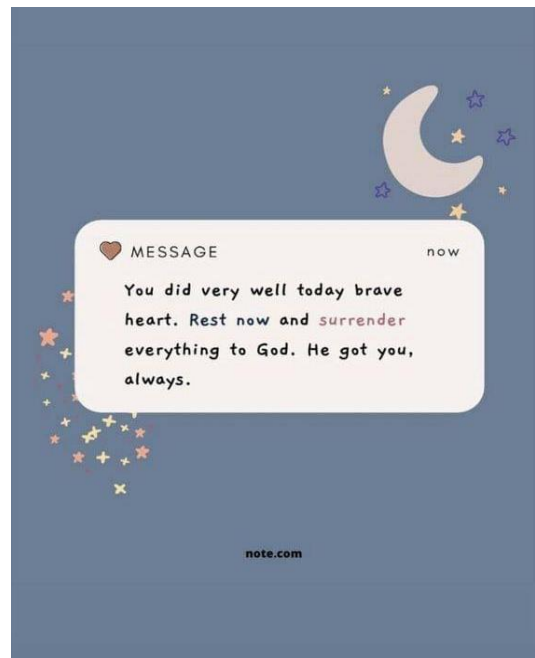 MESSAGE now
You did very well today brave
heart. Rest now and surrender
everything to God. He got you,
always.
note.com